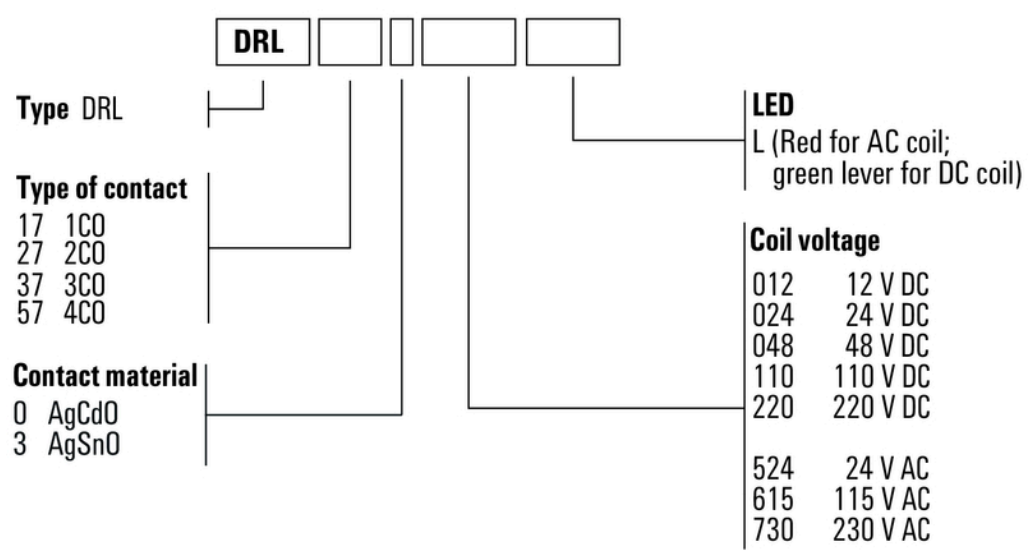 DRL
Type DRL
Type of contact
17 1CO
27 2CO
37 3CO
57 4CO
Contact material
0 AgCdO
3 AgSnO
LED
L (Red for AC coil;
green lever for DC coil)
Coil voltage
012 12 V DC
024 24 V DC
048 48 V DC
110 110 V DC
220 220 V DC
524 24 V AC
615 115 V AC
730 230 V AC